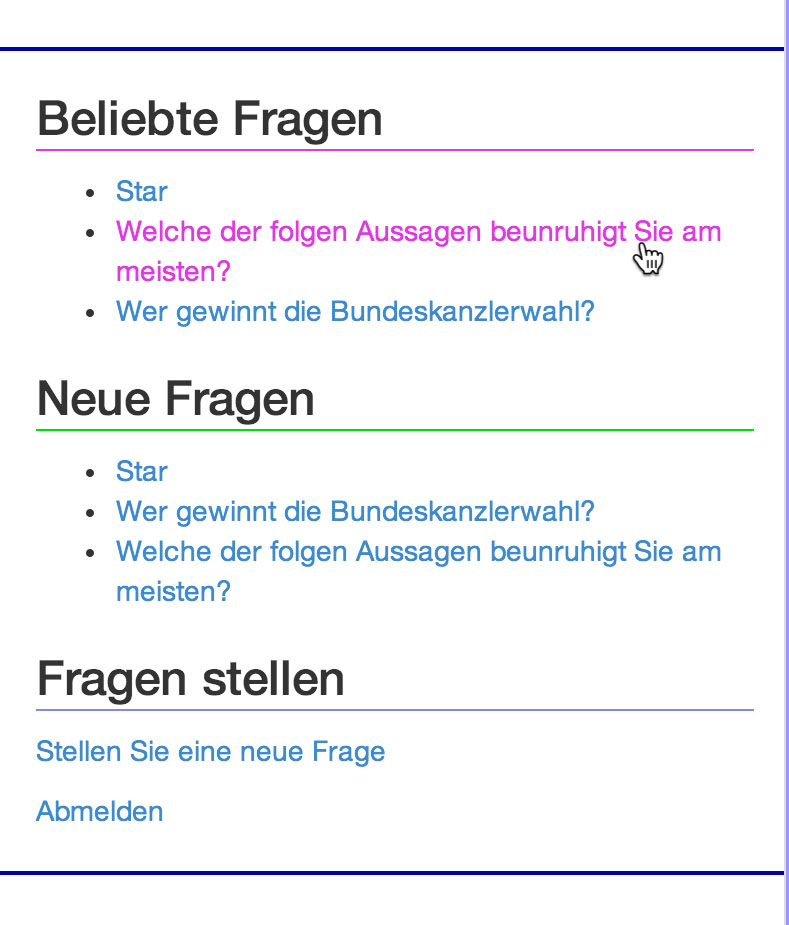 Beliebte Fragen
Star
Welche der folgen Aussagen beunruhigt Sie am
meisten?
Wer gewinnt die Bundeskanzlerwahl?
Neue Fragen
Star
Wer gewinnt die Bundeskanzlerwahl?
Welche der folgen Aussagen beunruhigt Sie am
meisten?
Fragen stellen
Stellen Sie eine neue Frage
Abmelden